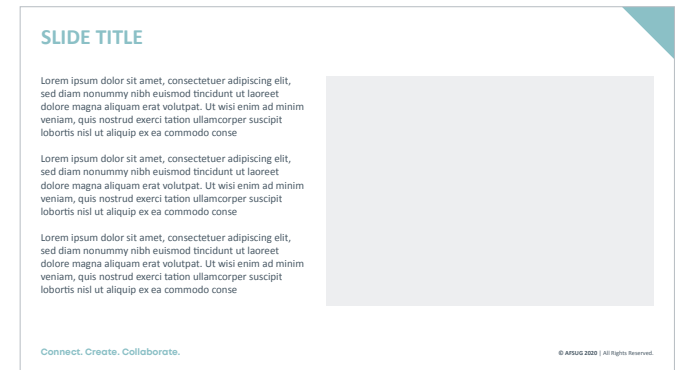 SLIDE TITLE
Lorem ipsum dolor sit amet, consectetuer adipiscing elit,
sed diam nonummy nibh euismod tincidunt ut laoreet
dolore magna aliquam erat volutpat. Ut wisi enim ad minim
veniam, quis nostrud exerci tation ullamcorper suscipit
lobortis nisl ut aliquip ex ea commodo conse
Lorem ipsum dolor sit amet, consectetuer adipiscing elit,
sed diam nonummy nibh euismod tincidunt ut laoreet
dolore magna aliquam erat volutpat. Ut wisi enim ad minim
veniam, quis nostrud exerci tation ullamcorper suscipit
lobortis nisl ut aliquip ex ea commodo conse
Lorem ipsum dolor sit amet, consectetuer adipiscing elit,
sed diam nonummy nibh euismod tincidunt ut laoreet
dolore magna aliquam erat volutpat. Ut wisi enim ad minim
veniam, quis nostrud exerci tation ullamcorper suscipit
lobortis nisl ut aliquip ex ea commodo conse
Connect. Create. Collaborate.
© AFSUG 2020 | All Rights Reserved.